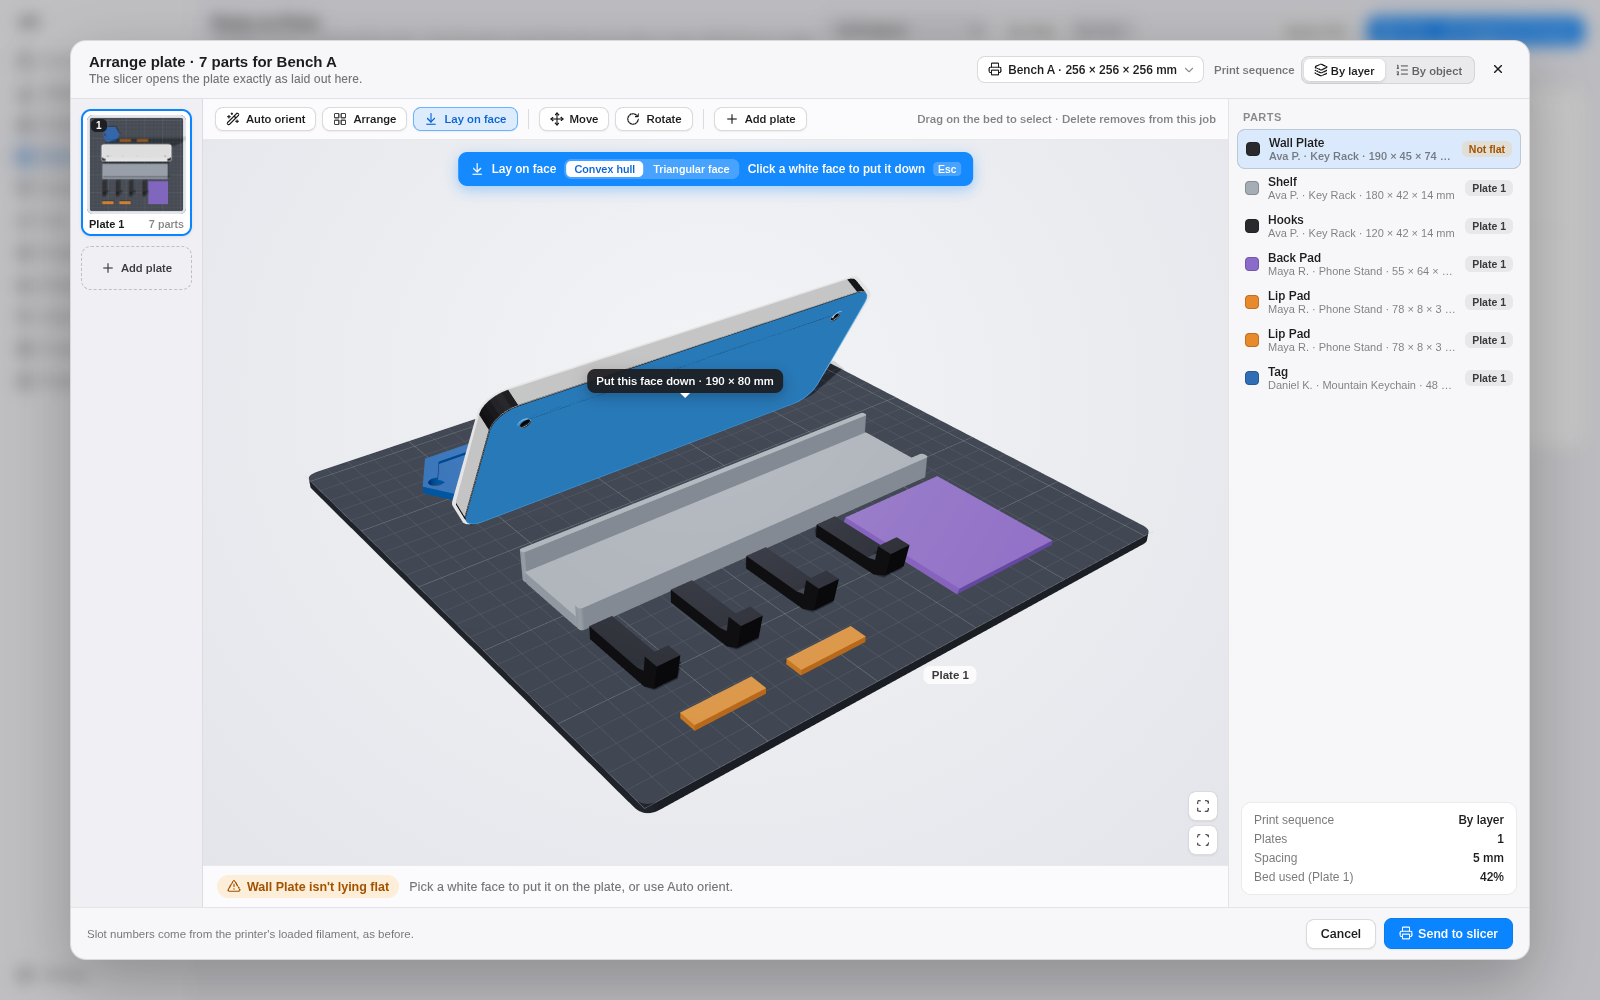 Arrange plate · 7 parts for Bench A
The slicer opens the plate exactly as laid out here.
Bench A · 256 × 256 × 256 mm
Print sequence
By layer
By object
1
Plate 1
7 parts
Add plate
Auto orient
Arrange
Lay on face
Move
Rotate
Add plate
Drag on the bed to select · Delete removes from this job
Lay on face
Convex hull
Triangular face
Click a white face to put it down
Esc
Put this face down · 190 × 80 mm
Plate 1
Wall Plate isn't lying flat
Pick a white face to put it on the plate, or use Auto orient.
PARTS
Wall Plate
Ava P. · Key Rack · 190 × 45 × 74 ...
Not flat
Shelf
Ava P. · Key Rack · 180 × 42 × 14 mm
Plate 1
Hooks
Ava P. · Key Rack · 120 × 42 × 14 mm
Plate 1
Back Pad
Maya R. · Phone Stand · 55 × 64 × ...
Plate 1
Lip Pad
Maya R. · Phone Stand · 78 × 8 × 3 ...
Plate 1
Lip Pad
Maya R. · Phone Stand · 78 × 8 × 3 ...
Plate 1
Tag
Daniel K. · Mountain Keychain · 48 ...
Plate 1
Print sequence By layer
Plates 1
Spacing 5 mm
Bed used (Plate 1) 42%
Slot numbers come from the printer's loaded filament, as before.
Cancel
Send to slicer